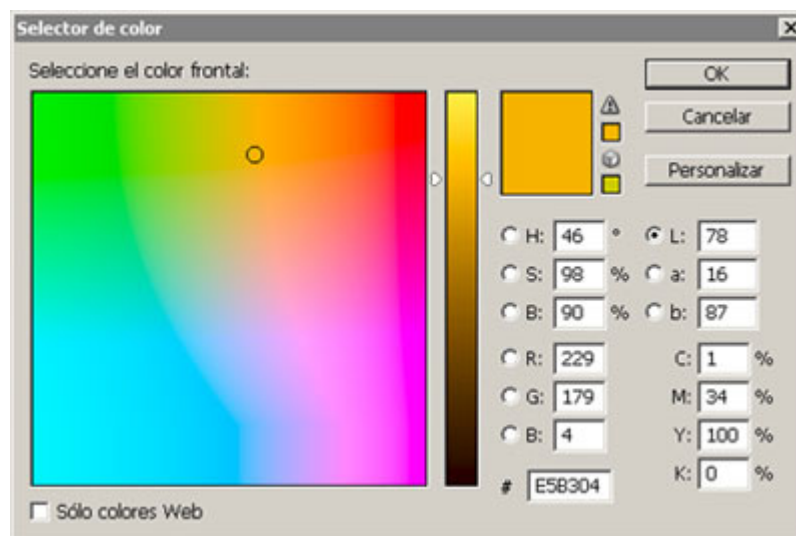 Selector de color
Seleccione el color frontal:
OK
Cancelar
Personalizar
H: 46 °
S: 98 %
B: 90 %
R: 229
G: 179
B: 4
# E5B304
L: 78
a: 16
b: 87
C: 1 %
M: 34 %
Y: 100 %
K: 0 %
Sólo colores Web